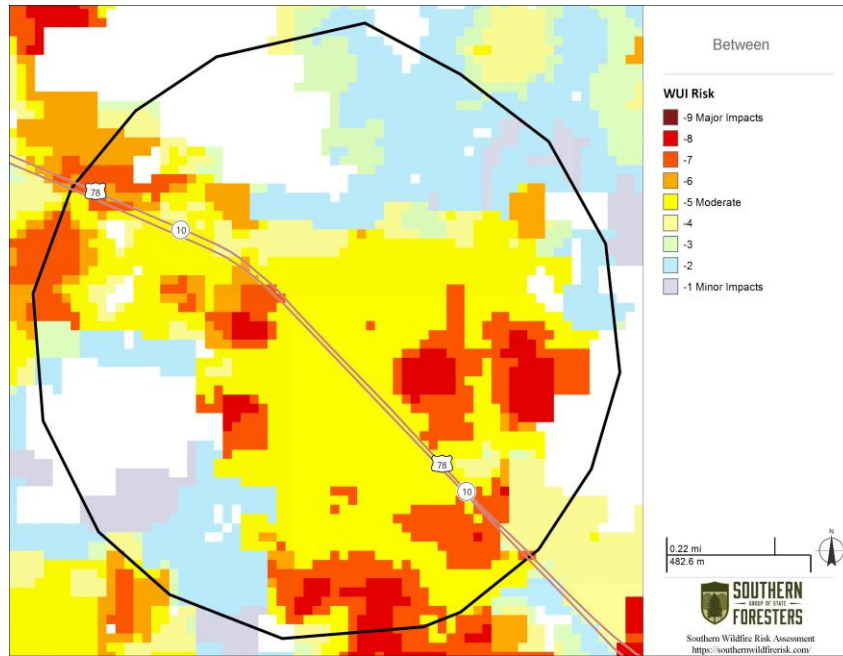 Between
WUI Risk
-9 Major Impacts
-8
-7
-6
-5 Moderate
-4
-3
-2
-1 Minor Impacts
78
10
78
10
0.22 mi
482.6 m
N
SOUTHERN
GROUP OF STATE
FORESTERS
Southern Wildfire Risk Assessment
https://southernwildfirerisk.com/